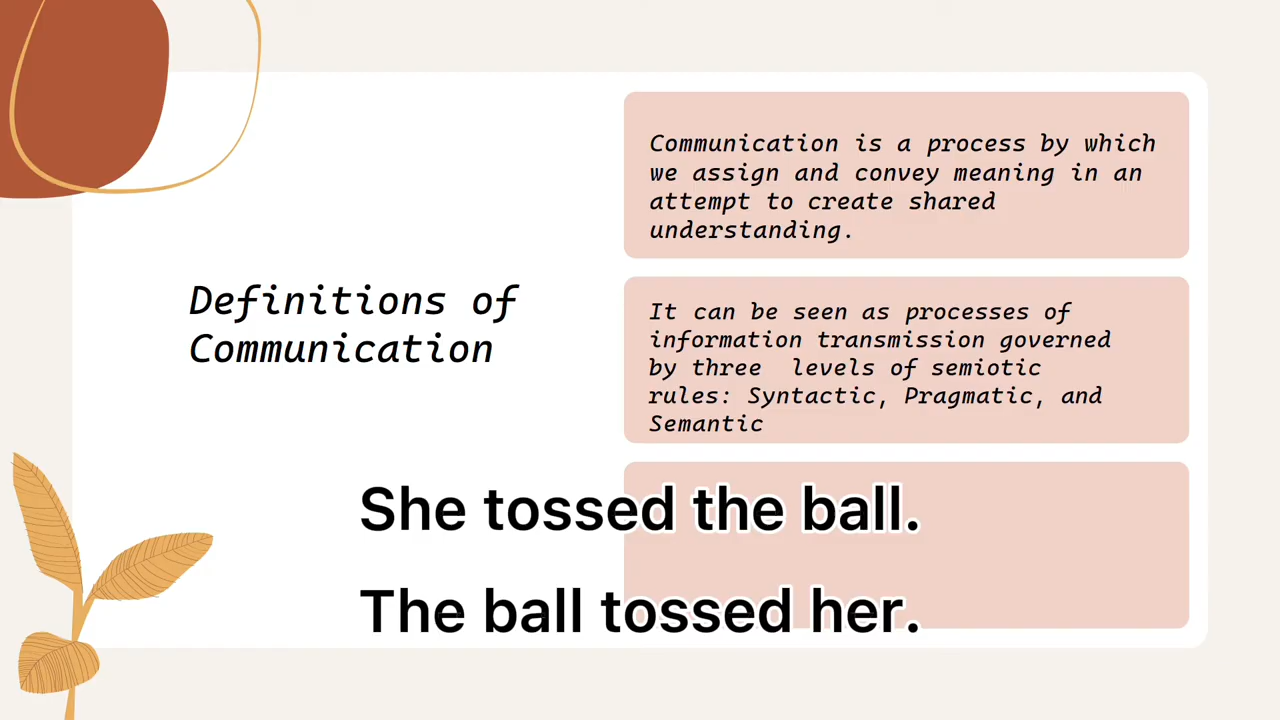 Definitions of
Communication
Communication is a process by which
we assign and convey meaning in an
attempt to create shared
understanding.
It can be seen as processes of
information transmission governed
by three  levels of semiotic
rules: Syntactic, Pragmatic, and
Semantic
She tossed the ball.
The ball tossed her.